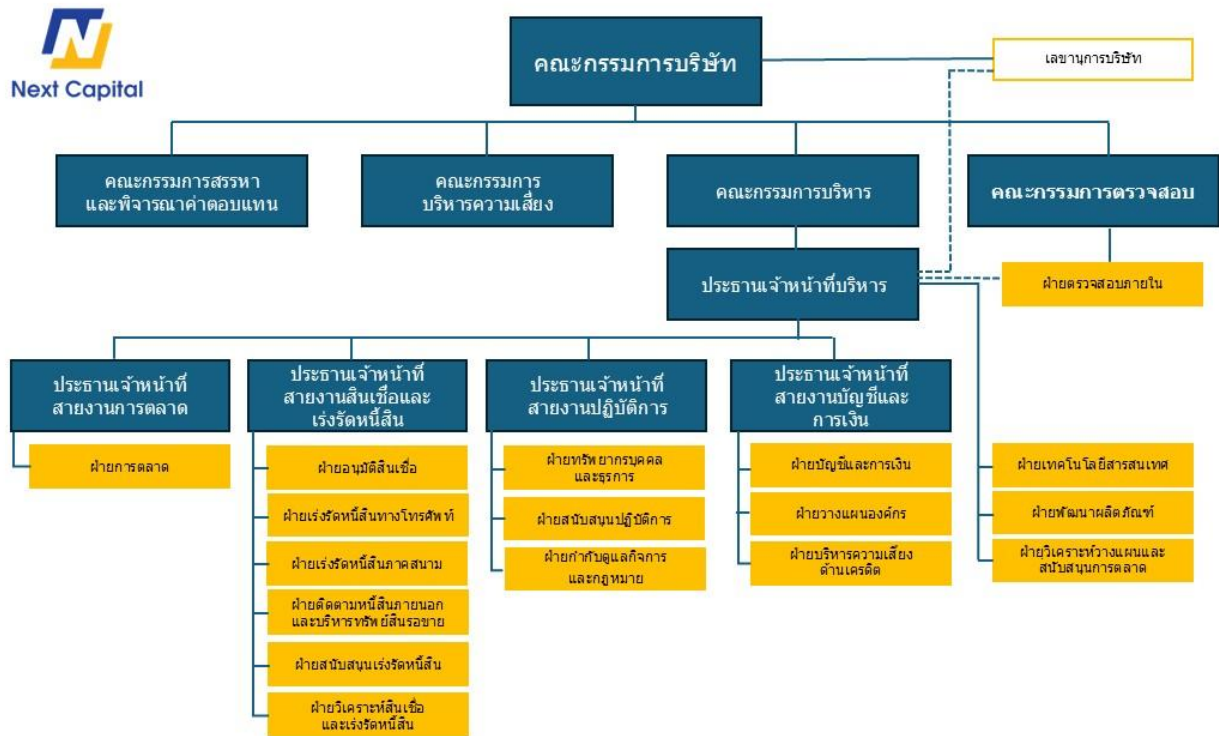 Next Capital
คณะกรรมการบริษัท
เลขานุการบริษัท
คณะกรรมการสรรหา
และพิจารณาค่าตอบแทน
คณะกรรมการ
บริหารความเสี่ยง
คณะกรรมการบริหาร
คณะกรรมการตรวจสอบ
ประธานเจ้าหน้าที่บริหาร
ฝ่ายตรวจสอบภายใน
ประธานเจ้าหน้าที่
สายงานการตลาด
ฝ่ายการตลาด
ประธานเจ้าหน้าที่
สายงานสินเชื่อและ
เร่งรัดหนี้สิน
ฝ่ายอนุมัติสินเชื่อ
ฝ่ายเร่งรัดหนี้สินทางโทรศัพท์
ฝ่ายเร่งรัดหนี้สินภาคสนาม
ฝ่ายติดตามหนี้สินภายนอก
และบริหารทรัพย์สินรอขาย
ฝ่ายสนับสนุนเร่งรัดหนี้สิน
ฝ่ายวิเคราะห์สินเชื่อ
และเร่งรัดหนี้สิน
ประธานเจ้าหน้าที่
สายงานปฏิบัติการ
ฝ่ายทรัพยากรบุคคล
และธุรการ
ฝ่ายสนับสนุนปฏิบัติการ
ฝ่ายกำกับดูแลกิจการ
และกฎหมาย
ประธานเจ้าหน้าที่
สายงานบัญชีและ
การเงิน
ฝ่ายบัญชีและการเงิน
ฝ่ายวางแผนองค์กร
ฝ่ายบริหารความเสี่ยง
ด้านเครดิต
ฝ่ายเทคโนโลยีสารสนเทศ
ฝ่ายพัฒนาผลิตภัณฑ์
ฝ่ายวิเคราะห์วางแผนและ
สนับสนุนการตลาด